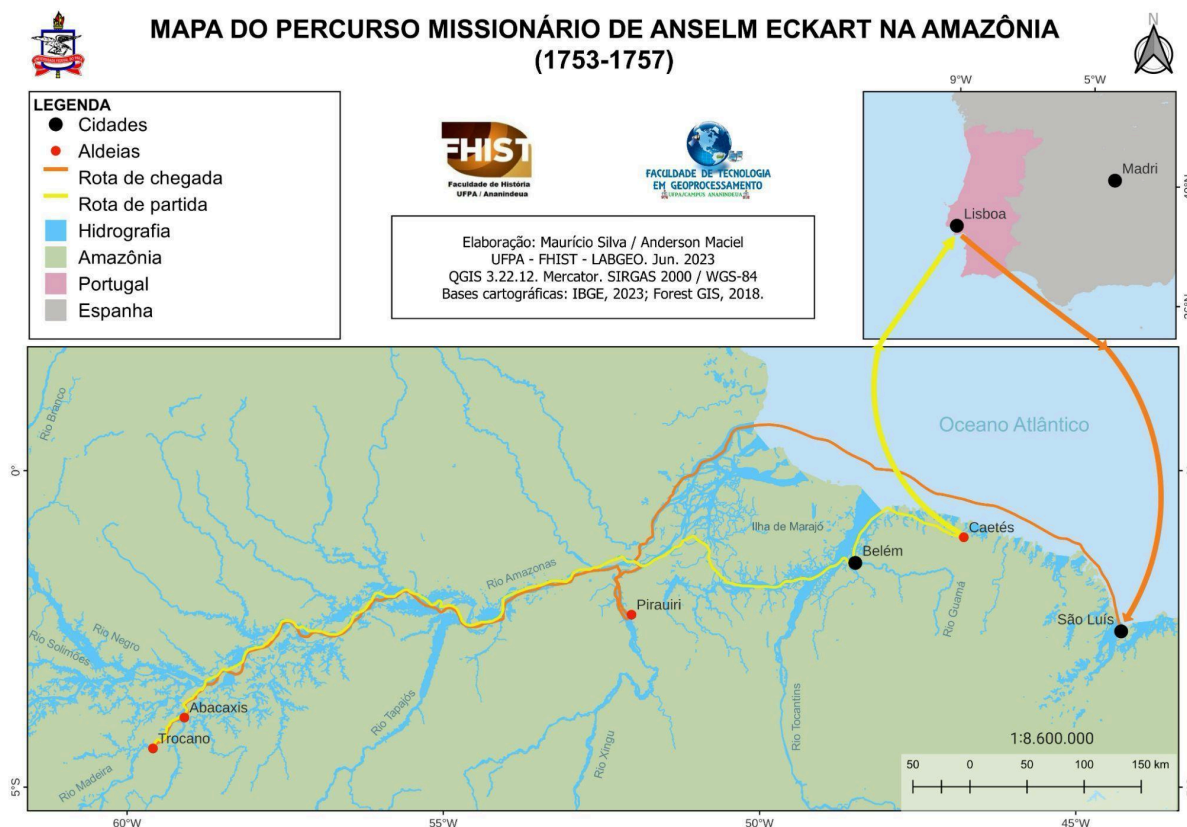 MAPA DO PERCURSO MISSIONÁRIO DE ANSELM ECKART NA AMAZÔNIA
(1753-1757)
N
LEGENDA
Cidades
Aldeias
Rota de chegada
Rota de partida
Hidrografia
Amazônia
Portugal
Espanha
FHIST
Faculdade de História
UFPA / Ananindeua
FACULDADE DE TECNOLOGIA
EM GEOPROCESSAMENTO
UFPA/CAMPUS ANANINDEUA
Elaboração: Maurício Silva / Anderson Maciel
UFPA - FHIST - LABGEO. Jun. 2023
QGIS 3.22.12. Mercator. SIRGAS 2000 / WGS-84
Bases cartográficas: IBGE, 2023; Forest GIS, 2018.
9°W
5°W
Madri
Lisboa
Rio Branco
Oceano Atlântico
0°
Ilha de Marajó
Caetés
Belém
Rio Amazonas
Rio Guamá
Pirauiri
São Luís
Rio Negro
Rio Solimões
Rio Tapajós
Rio Tocantins
Abacaxis
Trocano
Rio Xingu
Rio Madeira
1:8.600.000
50 0 50 100 150 km
5°S
60°W
55°W
50°W
45°W